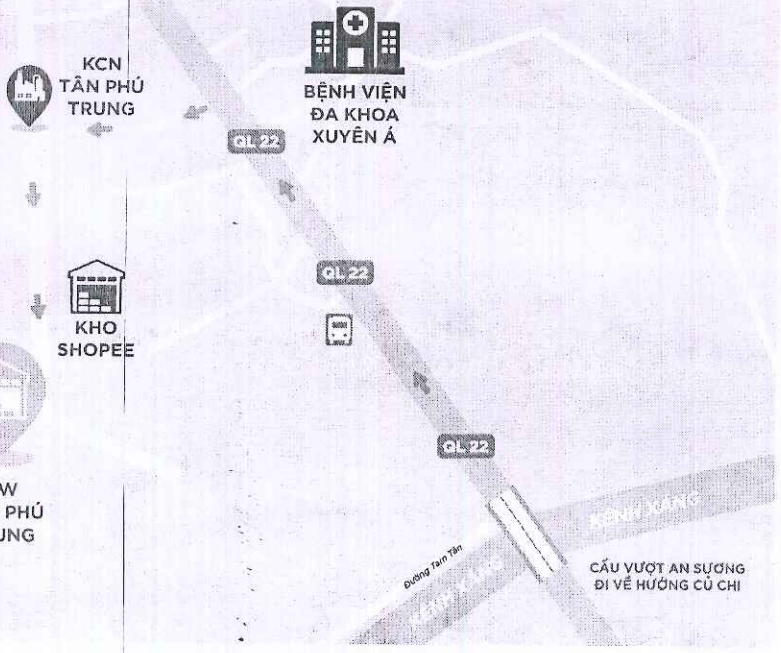 KCN
TÂN PHÚ
TRUNG
BỆNH VIỆN
ĐA KHOA
XUYÊN Á
QL 22
QL 22
KHO
SHOPEE
QL 22
W
PHÚ
UNG
KÊNH XÁNG
Đường Tam Tân
KÊNH XÁNG
CẦU VƯỢT AN SƯƠNG
ĐI VỀ HƯỚNG CỦ CHI